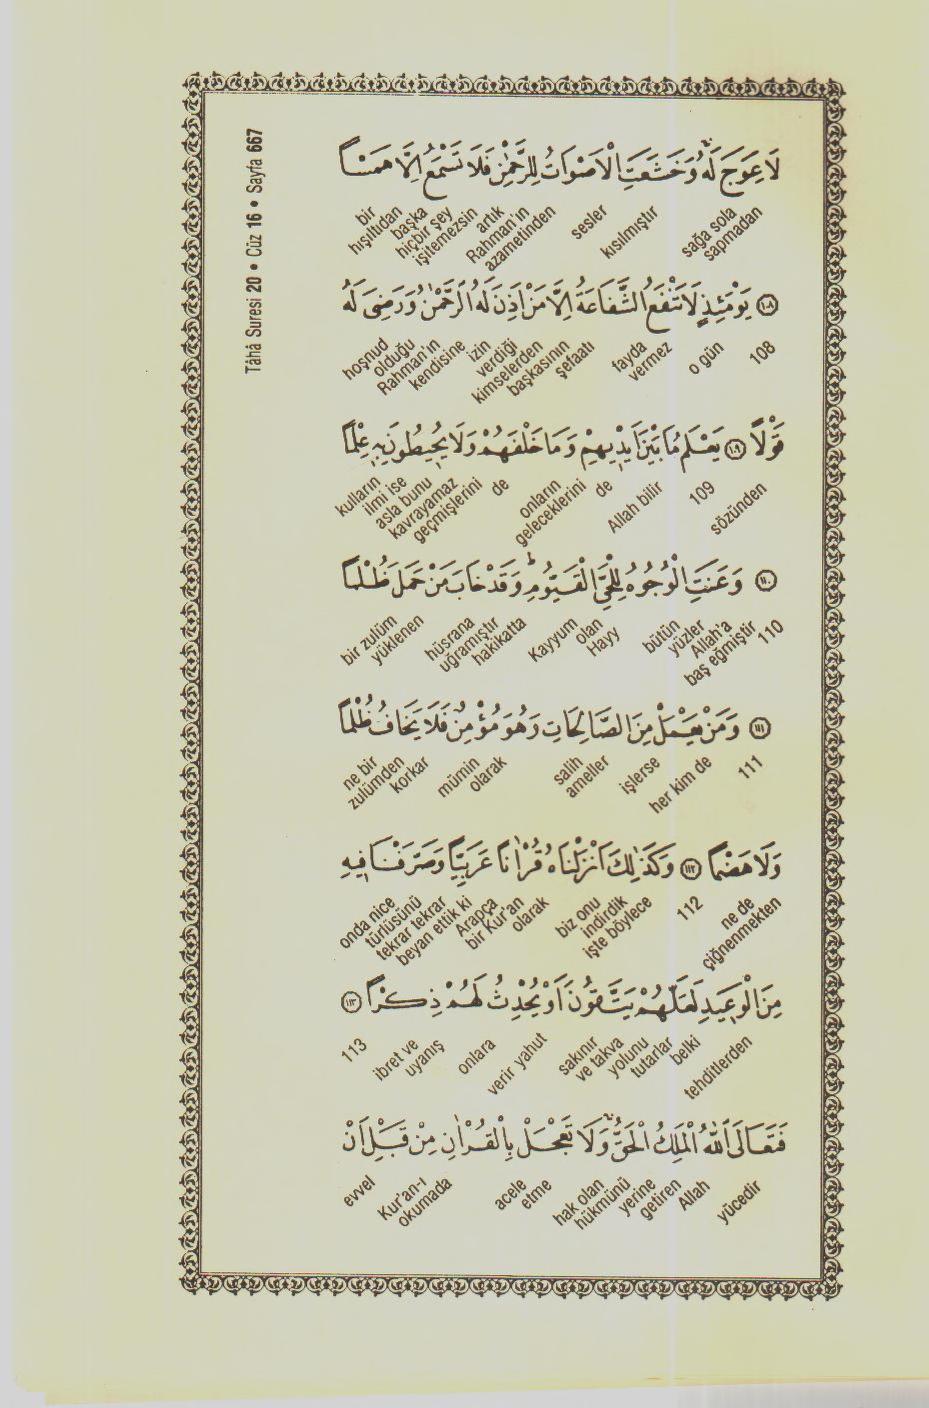 Tâhâ Suresi 20 • Cüz 16 • Sayfa 667
لَا عِوَجَ لَهُۚ وَخَشَعَتِ الْاَصْوَاتُ لِلرَّحْمٰنِ فَلَا تَسْمَعُ اِلَّا هَمْسًا
sağa sola
sapmadan
kısılmıştır
sesler
artık
Rahman'ın
azametinden
bir
hışıltıdan
başka
hiçbir şey
işitemezsin
﴿١٠٨﴾ يَوْمَئِذٍ لَا تَنْفَعُ الشَّفَاعَةُ اِلَّا مَنْ اَذِنَ لَهُ الرَّحْمٰنُ وَرَضِىَ لَهُ
108
o gün
fayda
vermez
izin
verdiği
kimselerden
başkasının
şefaatı
hoşnud
olduğu
Rahman'ın
kendisine
قَوْلًا ﴿١٠٩﴾ يَعْلَمُ مَا بَيْنَ اَيْدِيهِمْ وَمَا خَلْفَهُمْ وَلَا يُحِيطُونَ بِهِ عِلْمًا
sözünden
109
Allah bilir
de
onların
geleceklerini
de
kulların
ilmi ise
asla bunu
kavrayamaz
geçmişlerini
﴿١١٠﴾ وَعَنَتِ الْوُجُوهُ لِلْحَىِّ الْقَيُّومِؕ وَقَدْ خَابَ مَنْ حَمَلَ ظُلْمًا
110
bütün
yüzler
Allah'a
baş eğmiştir
olan
Hayy
Kayyum
hüsrana
uğramıştır
hakikatta
bir zulüm
yüklenen
﴿١١١﴾ وَمَنْ يَعْمَلْ مِنَ الصَّالِحَاتِ وَهُوَ مُؤْمِنٌ فَلَا يَخَافُ ظُلْمًا
111
her kim de
işlerse
salih
ameller
mümin
olarak
ne bir
zulümden
korkar
وَلَا هَضْمًا ﴿١١٢﴾ وَكَذٰلِكَ اَنْزَلْنَاهُ قُرْاٰنًا عَرَبِيًّا وَصَرَّفْنَا فِيهِ
ne de
çiğnenmekten
112
biz onu
indirdik
işte böylece
Arapça
bir Kur'an
olarak
onda nice
türlüsünü
tekrar tekrar
beyan ettik ki
مِنَ الْوَعِيدِ لَعَلَّهُمْ يَتَّقُونَ اَوْ يُحْدِثُ لَهُمْ ذِكْرًا ﴿١١٣﴾
tehditlerden
belki
sakınır
ve takva
yolunu
tutarlar
verir yahut
onlara
ibret ve
uyanış
113
فَتَعَالَى اللّٰهُ الْمَلِكُ الْحَقُّۚ وَلَا تَعْجَلْ بِالْقُرْاٰنِ مِنْ قَبْلِ اَنْ
yücedir
Allah
hak olan
hükmünü
yerine
getiren
acele
etme
Kur'an-ı
okumada
evvel